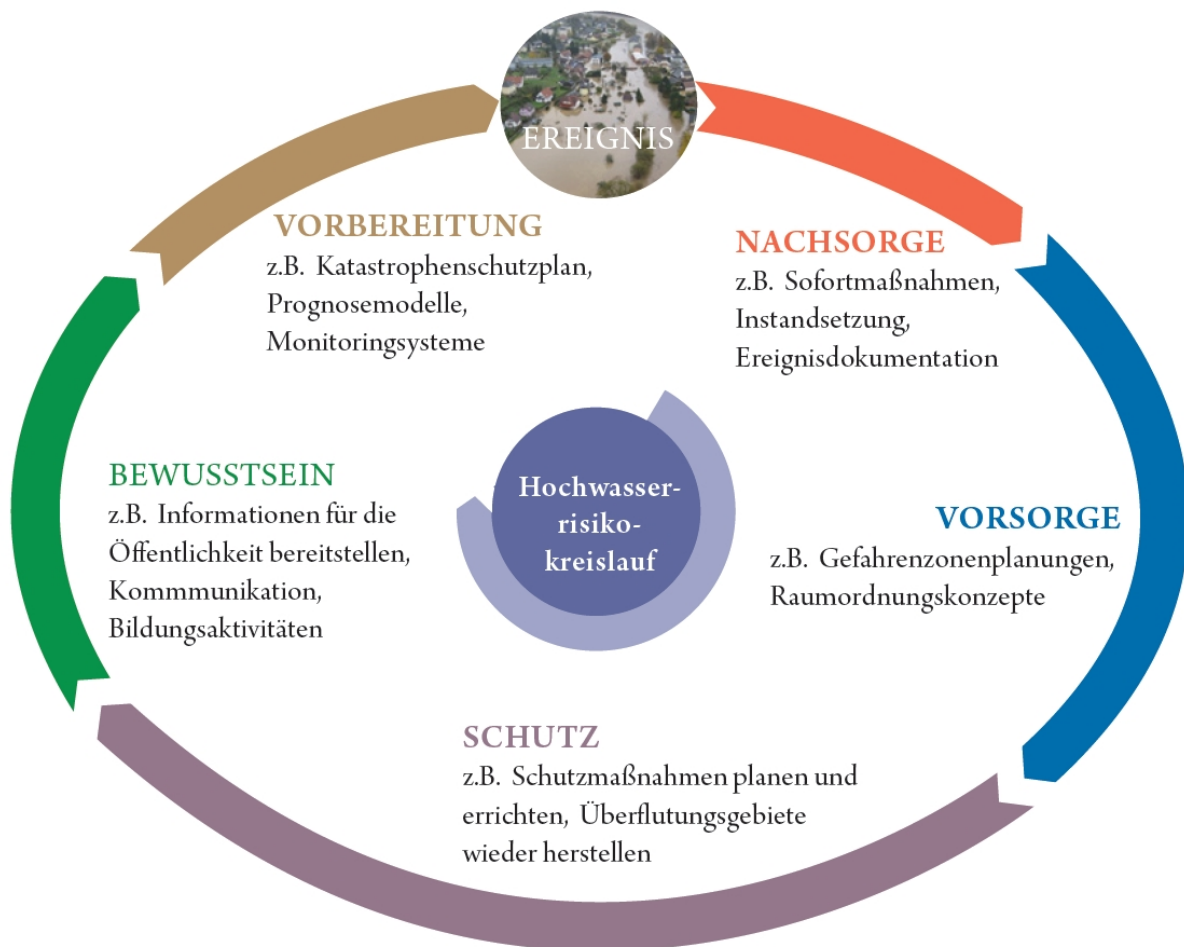 EREIGNIS
VORBEREITUNG
z.B. Katastrophenschutzplan,
Prognosemodelle,
Monitoringsysteme
NACHSORGE
z.B. Sofortmaßnahmen,
Instandsetzung,
Ereignisdokumentation
BEWUSSTSEIN
z.B. Informationen für die
Öffentlichkeit bereitstellen,
Kommmunikation,
Bildungsaktivitäten
Hochwasser-
risiko-
kreislauf
VORSORGE
z.B. Gefahrenzonenplanungen,
Raumordnungskonzepte
SCHUTZ
z.B. Schutzmaßnahmen planen und
errichten, Überflutungsgebiete
wieder herstellen